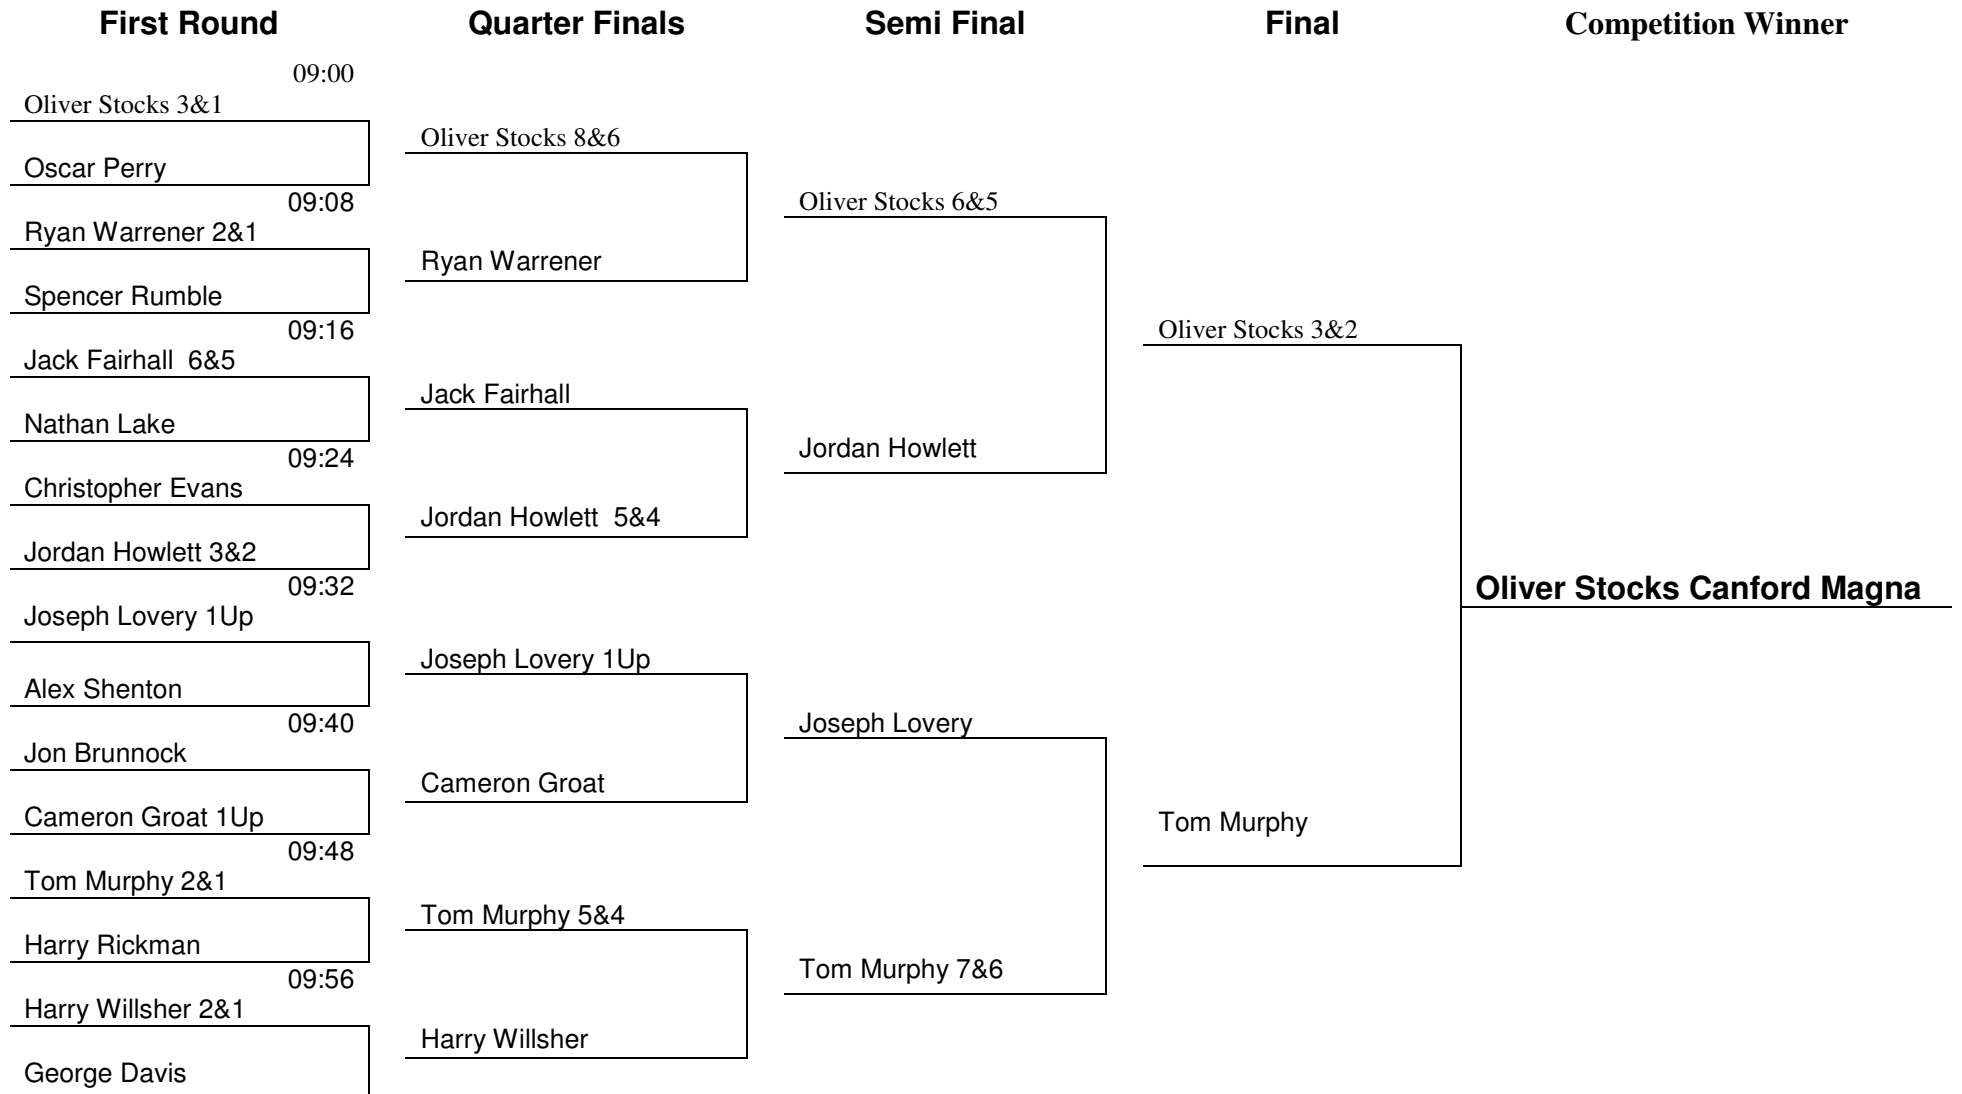 First Round
Quarter Finals
Semi Final
Final
Competition Winner
09:00
Oliver Stocks 3&1
Oscar Perry
09:08
Ryan Warrener 2&1
Spencer Rumble
09:16
Jack Fairhall  6&5
Nathan Lake
09:24
Christopher Evans
Jordan Howlett 3&2
09:32
Joseph Lovery 1Up
Alex Shenton
09:40
Jon Brunnock
Cameron Groat 1Up
09:48
Tom Murphy 2&1
Harry Rickman
09:56
Harry Willsher 2&1
George Davis
Oliver Stocks 8&6
Ryan Warrener
Jack Fairhall
Jordan Howlett  5&4
Joseph Lovery 1Up
Cameron Groat
Tom Murphy 5&4
Harry Willsher
Oliver Stocks 6&5
Jordan Howlett
Joseph Lovery
Tom Murphy 7&6
Oliver Stocks 3&2
Tom Murphy
Oliver Stocks Canford Magna